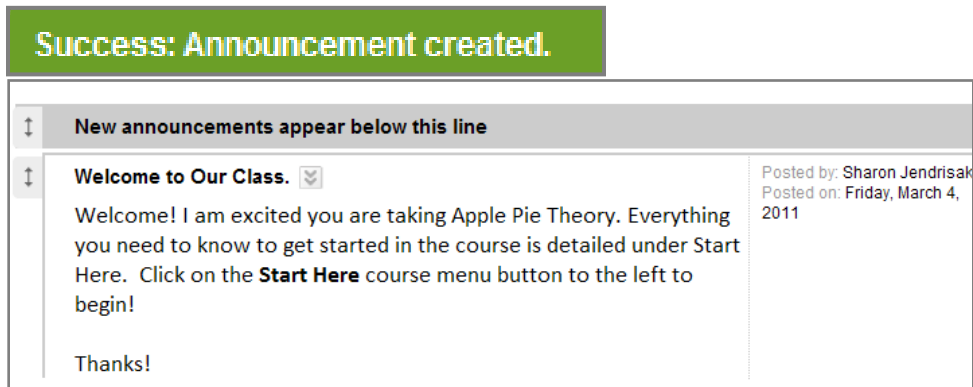 Success: Announcement created.
New announcements appear below this line
Welcome to Our Class.
Posted by: Sharon Jendrisak
Posted on: Friday, March 4,
2011
Welcome! I am excited you are taking Apple Pie Theory. Everything
you need to know to get started in the course is detailed under Start
Here. Click on the Start Here course menu button to the left to
begin!
Thanks!